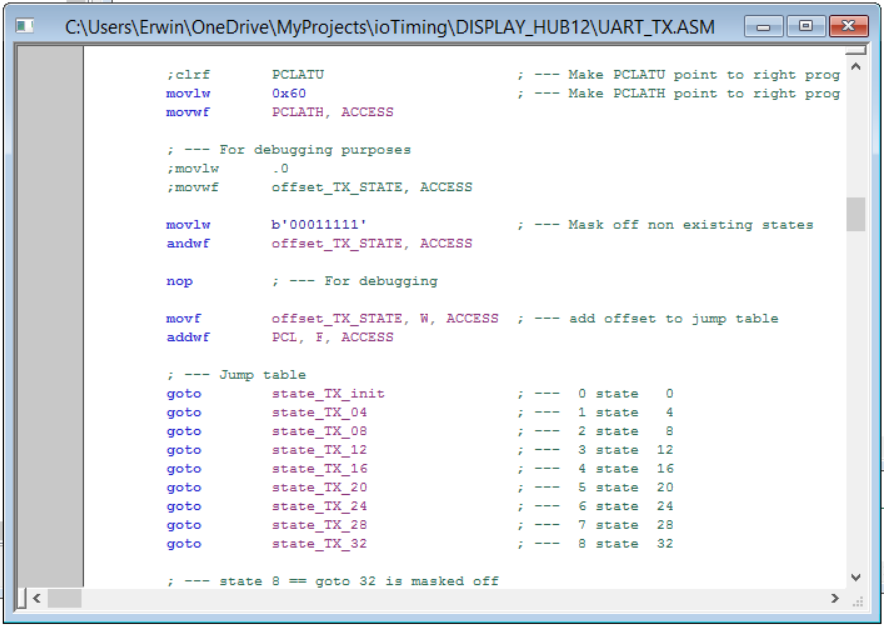 C:\Users\Erwin\OneDrive\MyProjects\ioTiming\DISPLAY_HUB12\UART_TX.ASM
;clrf PCLATU ; --- Make PCLATU point to right prog
movlw 0x60 ; --- Make PCLATH point to right prog
movwf PCLATH, ACCESS
; --- For debugging purposes
;movlw .0
;movwf offset_TX_STATE, ACCESS
movlw b'00011111' ; --- Mask off non existing states
andwf offset_TX_STATE, ACCESS
nop ; --- For debugging
movf offset_TX_STATE, W, ACCESS ; --- add offset to jump table
addwf PCL, F, ACCESS
; --- Jump table
goto state_TX_init ; --- 0 state 0
goto state_TX_04 ; --- 1 state 4
goto state_TX_08 ; --- 2 state 8
goto state_TX_12 ; --- 3 state 12
goto state_TX_16 ; --- 4 state 16
goto state_TX_20 ; --- 5 state 20
goto state_TX_24 ; --- 6 state 24
goto state_TX_28 ; --- 7 state 28
goto state_TX_32 ; --- 8 state 32
; --- state 8 == goto 32 is masked off